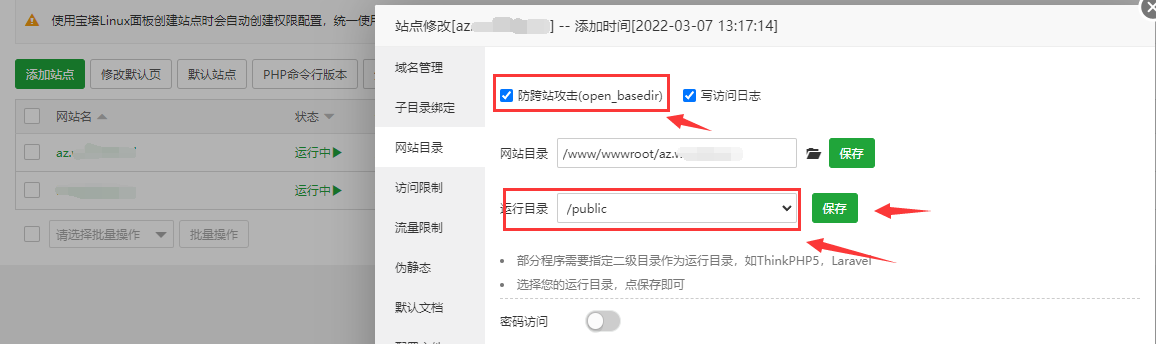 使用宝塔Linux面板创建站点时会自动创建权限配置，统一使用
添加站点 修改默认页 默认站点 PHP命令行版本
网站名 状态
az. 运行中
运行中
请选择批量操作 批量操作
站点修改[az. ] -- 添加时间[2022-03-07 13:17:14]
域名管理
子目录绑定
网站目录
访问限制
流量限制
伪静态
默认文档
配置文件
防跨站攻击(open_basedir) 写访问日志
网站目录 /www/wwwroot/az. 保存
运行目录 /public 保存
部分程序需要指定二级目录作为运行目录，如ThinkPHP5，Laravel
选择您的运行目录，点保存即可
密码访问